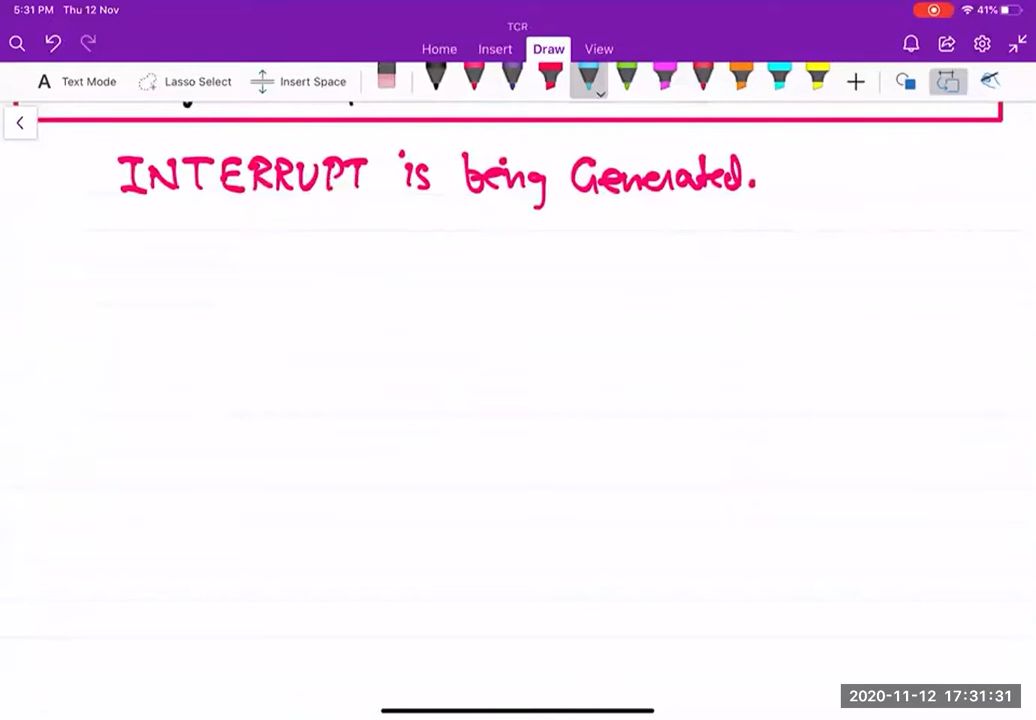 5:31 PM Thu 12 Nov
41%
TCR
Home Insert Draw View
A Text Mode Lasso Select Insert Space
INTERRUPT is being Generated.
2020-11-12 17:31:31